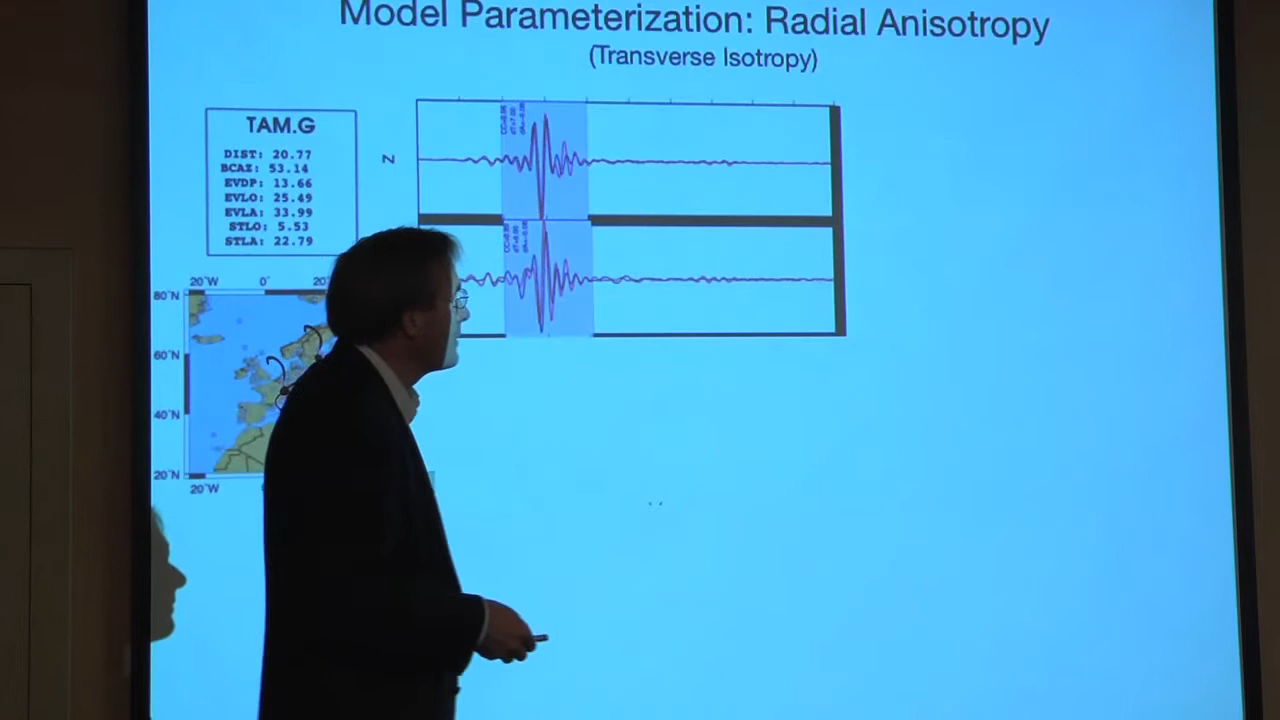 Model Parameterization: Radial Anisotropy
(Transverse Isotropy)
TAM.G
DIST: 20.77
BCAZ: 53.14
EVDP: 13.66
EVLO: 25.49
EVLA: 33.99
STLO: 5.53
STLA: 22.79
Z
20°W 0° 20°
80°N
60°N
40°N
20°N
20°W